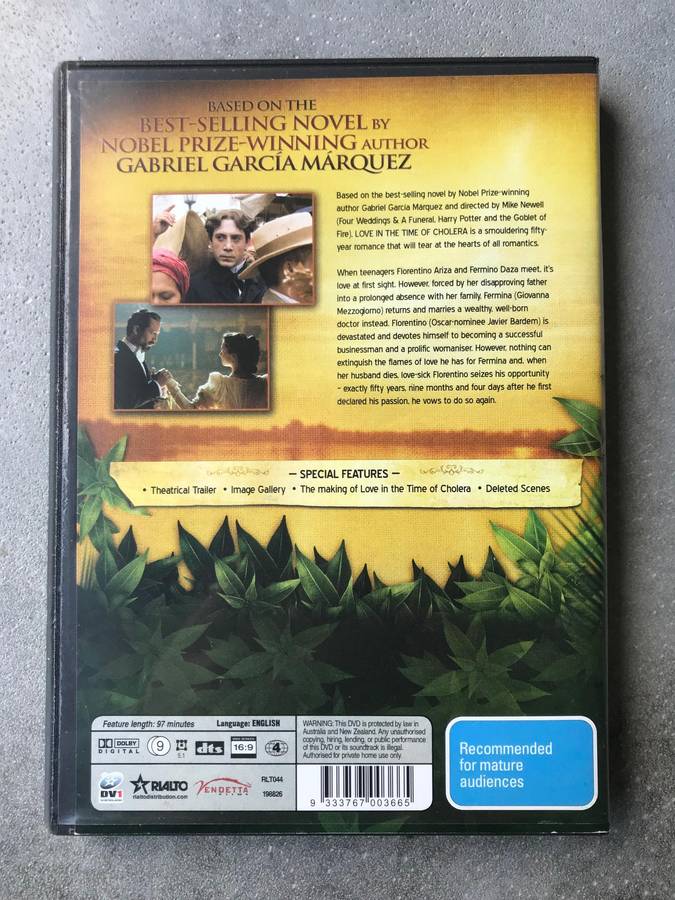 BASED ON THE
BEST-SELLING NOVEL BY
NOBEL PRIZE-WINNING AUTHOR
GABRIEL GARCÍA MÁRQUEZ
Based on the best-selling novel by Nobel Prize-winning
author Gabriel García Márquez and directed by Mike Newell
(Four Weddings & A Funeral, Harry Potter and the Goblet of
Fire), LOVE IN THE TIME OF CHOLERA is a smouldering fifty-
year romance that will tear at the hearts of all romantics.
When teenagers Florentino Ariza and Fermino Daza meet, it's
love at first sight. However, forced by her disapproving father
into a prolonged absence with her family, Fermina (Giovanna
Mezzogiorno) returns and marries a wealthy, well-born
doctor instead. Florentino (Oscar-nominee Javier Bardem) is
devastated and devotes himself to becoming a successful
businessman and a prolific womaniser. However, nothing can
extinguish the flames of love he has for Fermina and, when
her husband dies, love-sick Florentino seizes his opportunity
– exactly fifty years, nine months and four days after he first
declared his passion, he vows to do so again.
— SPECIAL FEATURES —
• Theatrical Trailer • Image Gallery • The making of Love in the Time of Cholera • Deleted Scenes
Feature length: 97 minutes Language: ENGLISH
DOLBY DIGITAL 9 5.1 dts 16:9 4
WARNING: This DVD is protected by law in
Australia and New Zealand. Any unauthorised
copying, hiring, lending, or public performance
of this DVD or its soundtrack is illegal.
Authorised for private home use only.
DV1
RIALTO
rialtodistribution.com
VENDETTA
FILMS
RLT044
198826
9 333767 003665
Recommended
for mature
audiences